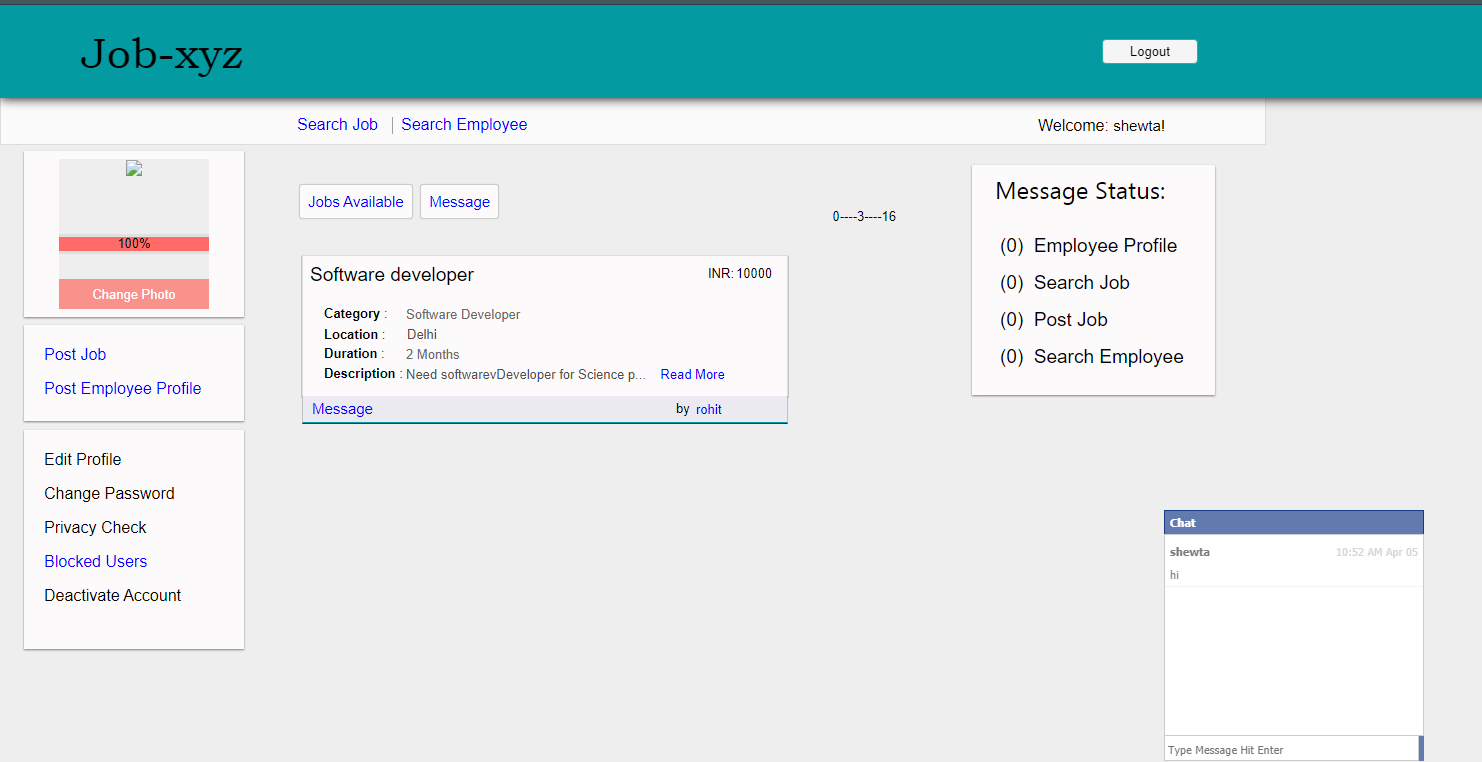 Job-xyz
Logout
Search Job
Search Employee
Welcome: shewta!
100%
Change Photo
Post Job
Post Employee Profile
Edit Profile
Change Password
Privacy Check
Blocked Users
Deactivate Account
Jobs Available
Message
0----3----16
Software developer
INR: 10000
Category :
Software Developer
Location :
Delhi
Duration :
2 Months
Description :
Need softwarevDeveloper for Science p...
Read More
Message
by rohit
Message Status:
(0) Employee Profile
(0) Search Job
(0) Post Job
(0) Search Employee
Chat
shewta
10:52 AM Apr 05
hi
Type Message Hit Enter